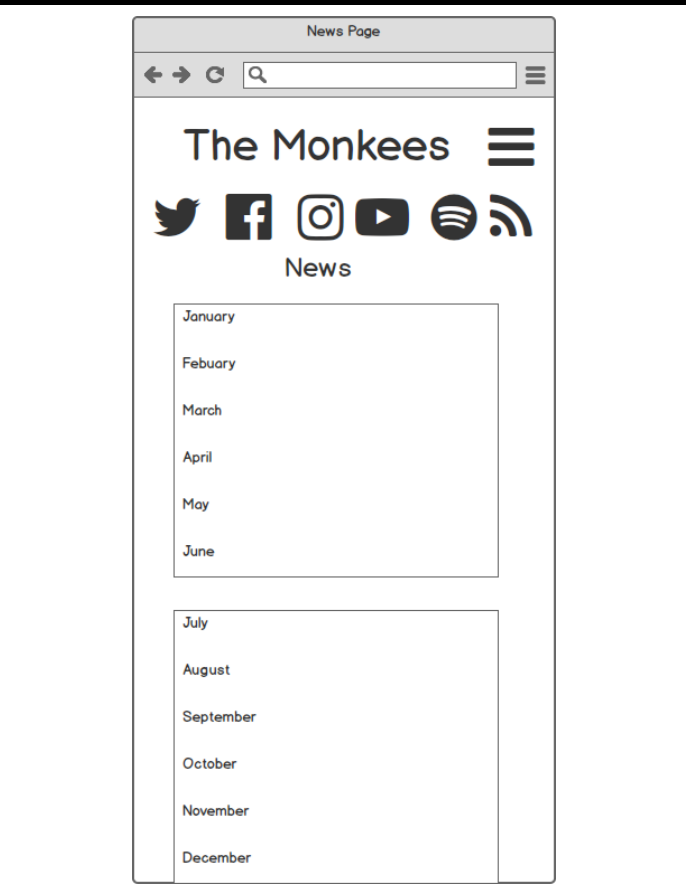 News Page
The Monkees
News
January
Febuary
March
April
May
June
July
August
September
October
November
December